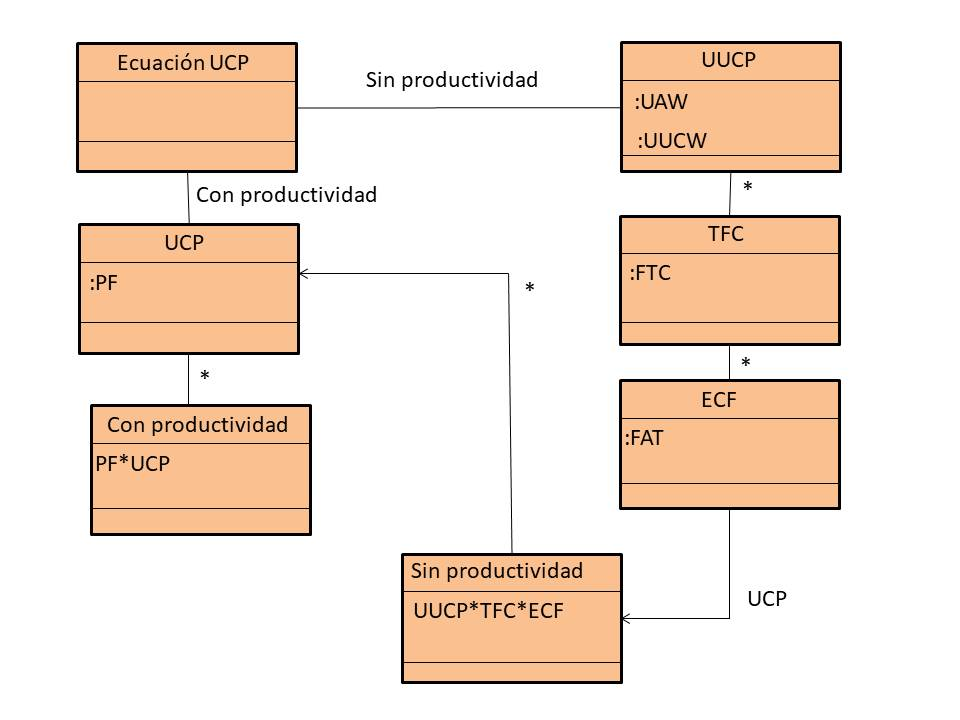 Ecuación UCP
Sin productividad
UUCP
:UAW
:UUCW
Con productividad
*
UCP
:PF
TFC
:FTC
*
*
*
Con productividad
PF*UCP
ECF
:FAT
Sin productividad
UUCP*TFC*ECF
UCP